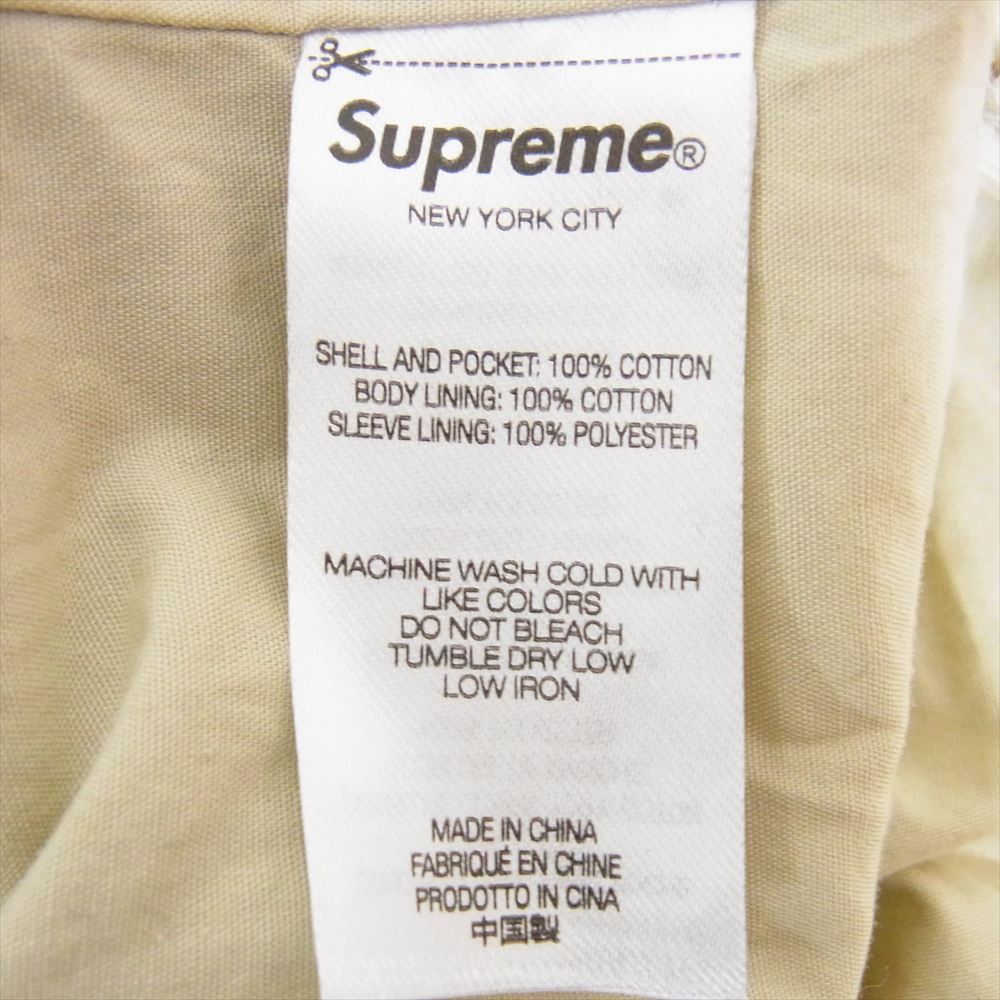 Supreme®
NEW YORK CITY
SHELL AND POCKET: 100% COTTON
BODY LINING: 100% COTTON
SLEEVE LINING: 100% POLYESTER
MACHINE WASH COLD WITH
LIKE COLORS
DO NOT BLEACH
TUMBLE DRY LOW
LOW IRON
MADE IN CHINA
FABRIQUÉ EN CHINE
PRODOTTO IN CINA
中国製